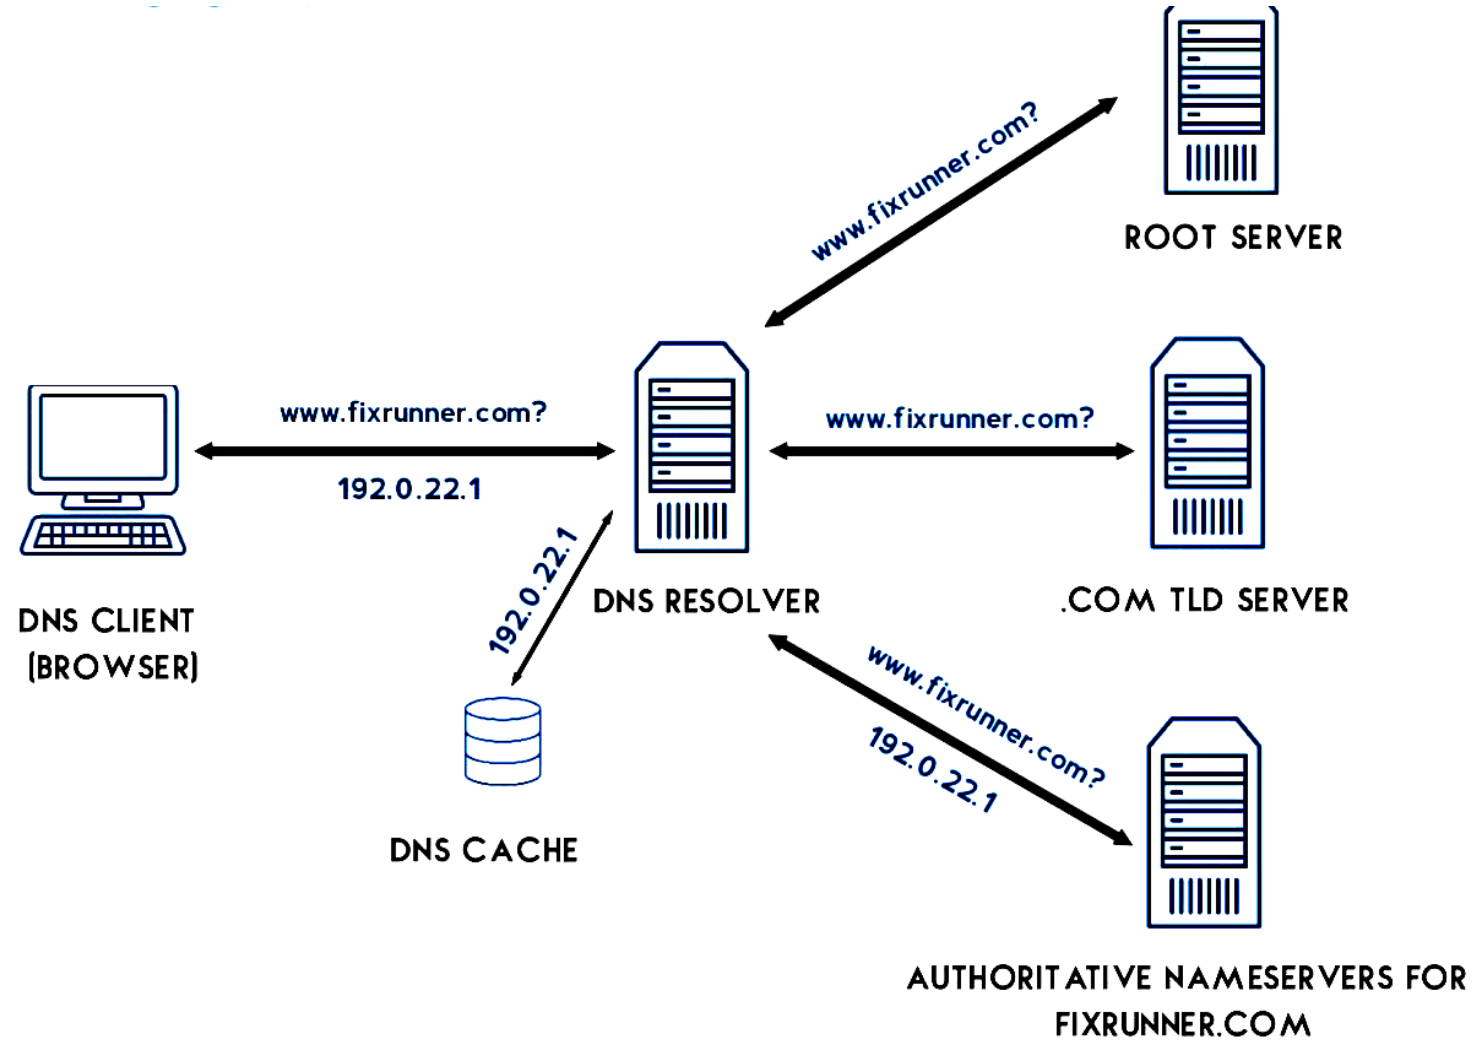 www.fixrunner.com?
ROOT SERVER
www.fixrunner.com?
192.0.22.1
www.fixrunner.com?
DNS CLIENT
(BROWSER)
DNS RESOLVER
.COM TLD SERVER
192.0.22.1
DNS CACHE
www.fixrunner.com?
192.0.22.1
AUTHORITATIVE NAMESERVERS FOR
FIXRUNNER.COM